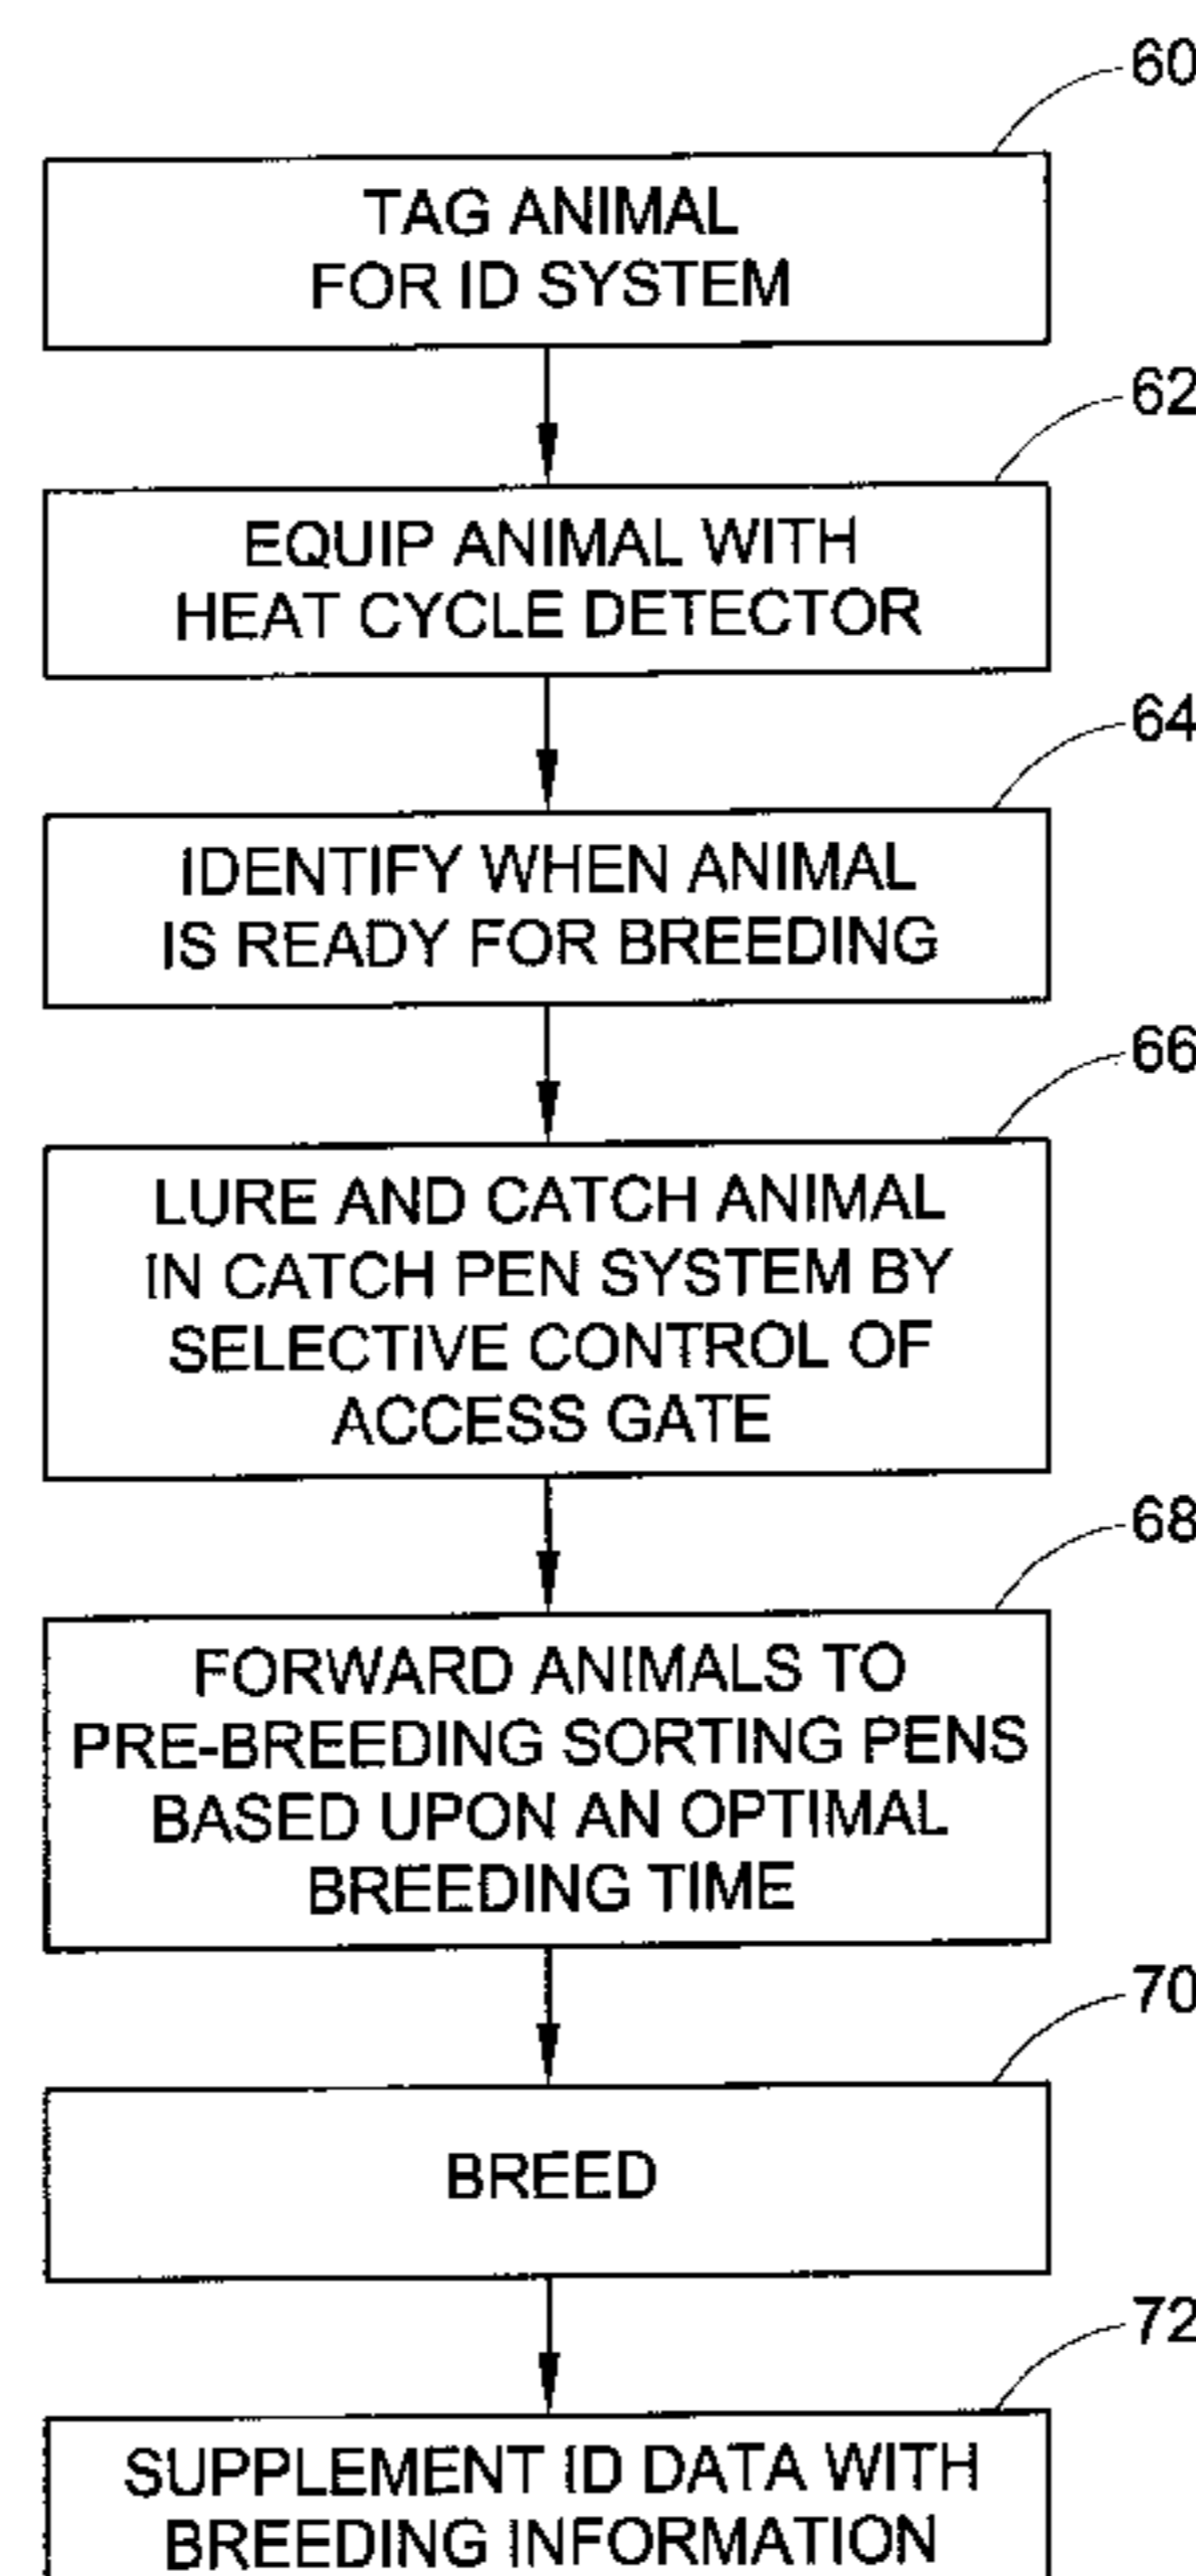 60
TAG ANIMAL
FOR ID SYSTEM
62
EQUIP ANIMAL WITH
HEAT CYCLE DETECTOR
64
IDENTIFY WHEN ANIMAL
IS READY FOR BREEDING
66
LURE AND CATCH ANIMAL
IN CATCH PEN SYSTEM BY
SELECTIVE CONTROL OF
ACCESS GATE
68
FORWARD ANIMALS TO
PRE-BREEDING SORTING PENS
BASED UPON AN OPTIMAL
BREEDING TIME
70
BREED
72
SUPPLEMENT ID DATA WITH
BREEDING INFORMATION